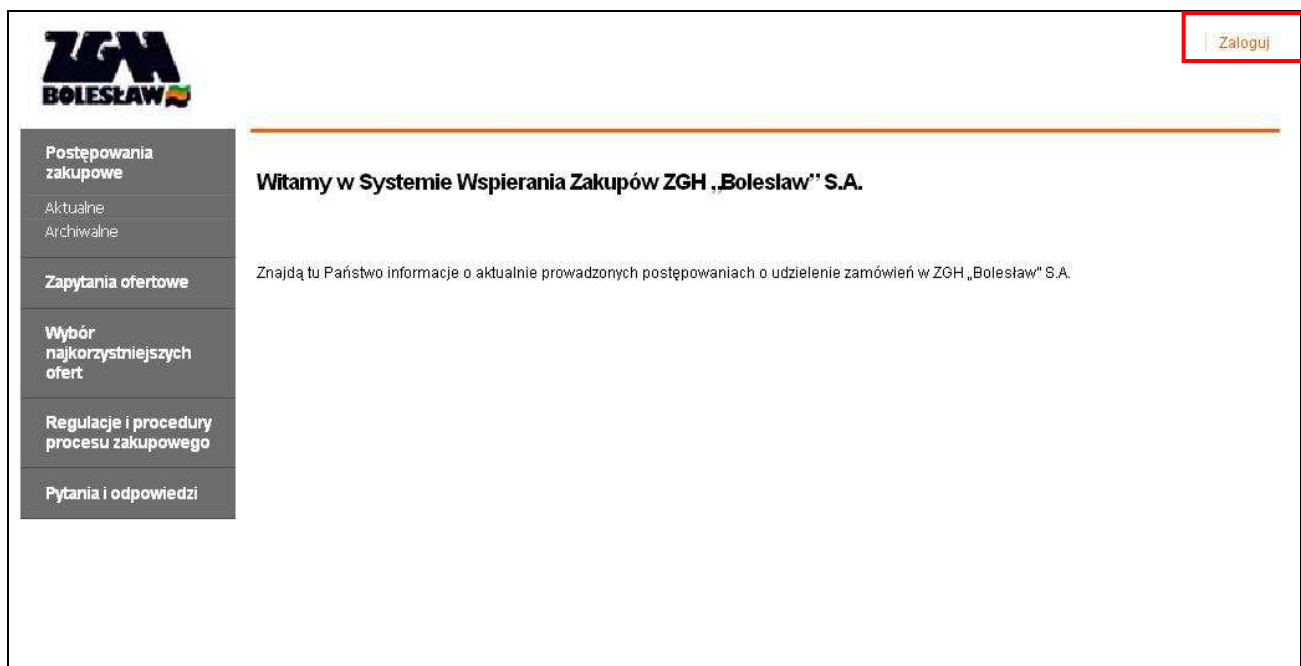 ZGH
BOLESŁAW
Zaloguj
Postępowania
zakupowe
Aktualne
Archiwalne
Zapytania ofertowe
Wybór
najkorzystniejszych
ofert
Regulacje i procedury
procesu zakupowego
Pytania i odpowiedzi
Witamy w Systemie Wspierania Zakupów ZGH „Bolesław” S.A.
Znajdą tu Państwo informacje o aktualnie prowadzonych postępowaniach o udzielenie zamówień w ZGH „Bolesław" S.A.